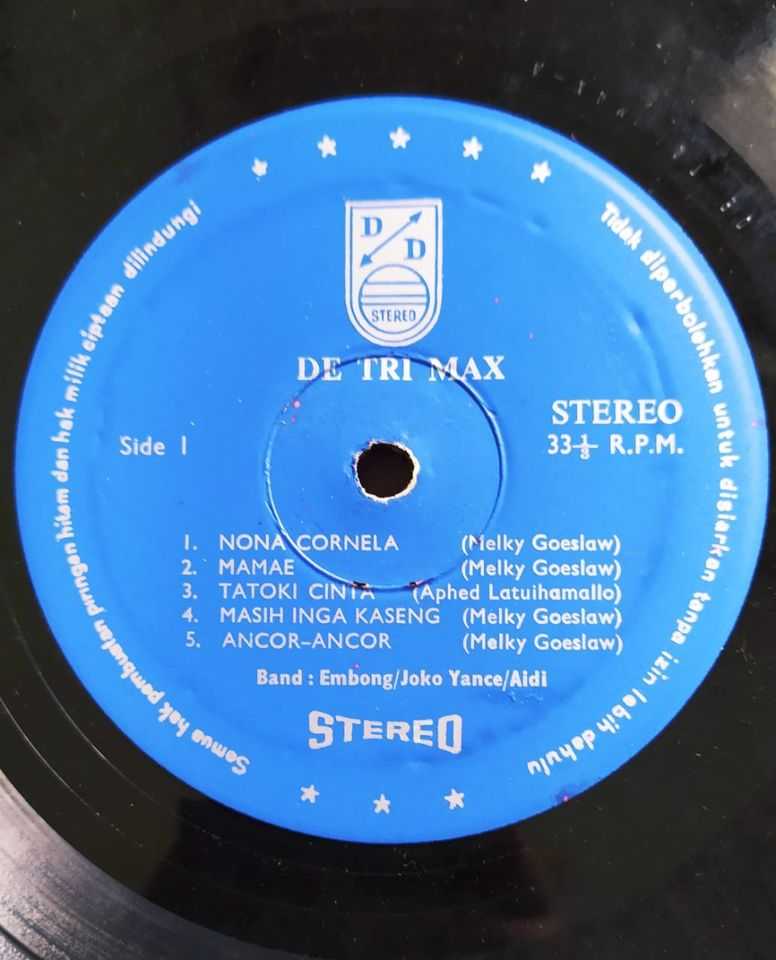 D D
STEREO
DE TRI MAX
STEREO
33⅓ R.P.M.
Side 1
1. NONA CORNELA (Melky Goeslaw)
2. MAMAE (Melky Goeslaw)
3. TATOKI CINTA (Aphed Latuihamallo)
4. MASIH INGA KASENG (Melky Goeslaw)
5. ANCOR-ANCOR (Melky Goeslaw)
Band : Embong/Joko Yance/Aidi
STEREO
Semua hak pembuatan piringan hitam dan hak milik ciptaan dilindungi
Tidak diperbolehkan untuk disiarkan tanpa izin lebih dahulu